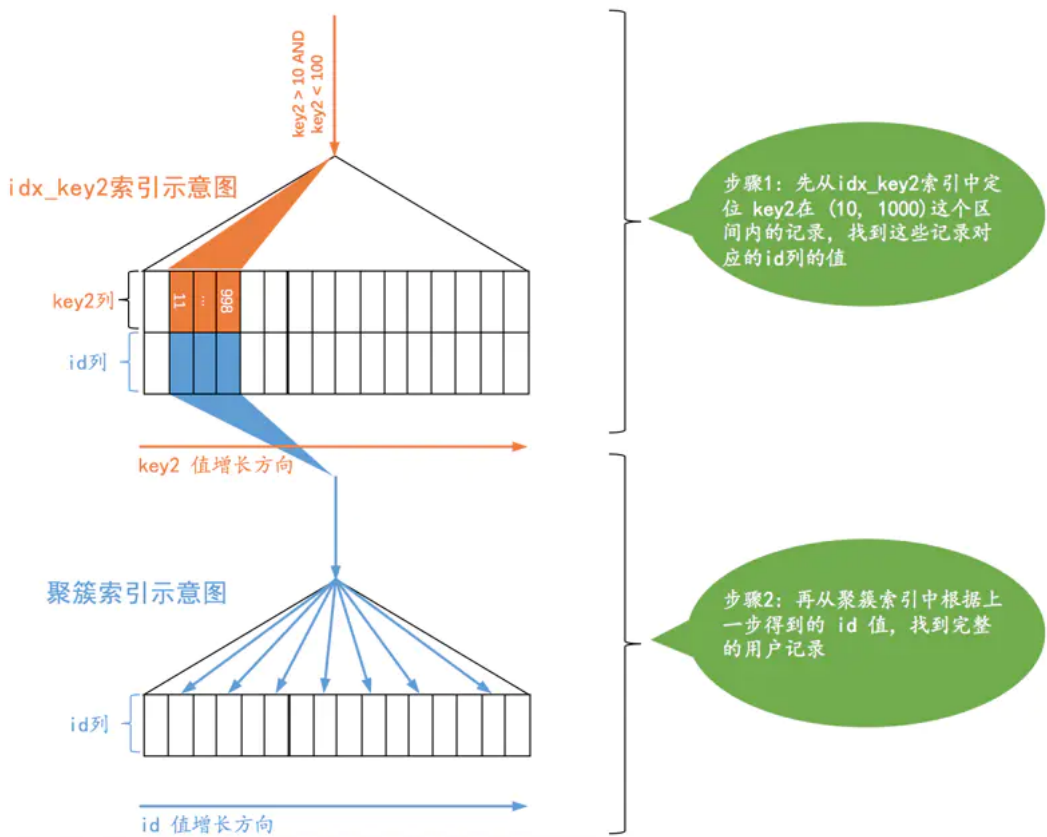 key2 > 10 AND
key2 < 100
idx_key2索引示意图
key2列
11
...
998
id列
key2 值增长方向
步骤1：先从idx_key2索引中定
位 key2在 (10, 1000)这个区
间内的记录，找到这些记录对
应的id列的值
聚簇索引示意图
id列
id 值增长方向
步骤2：再从聚簇索引中根据上
一步得到的 id 值，找到完整
的用户记录